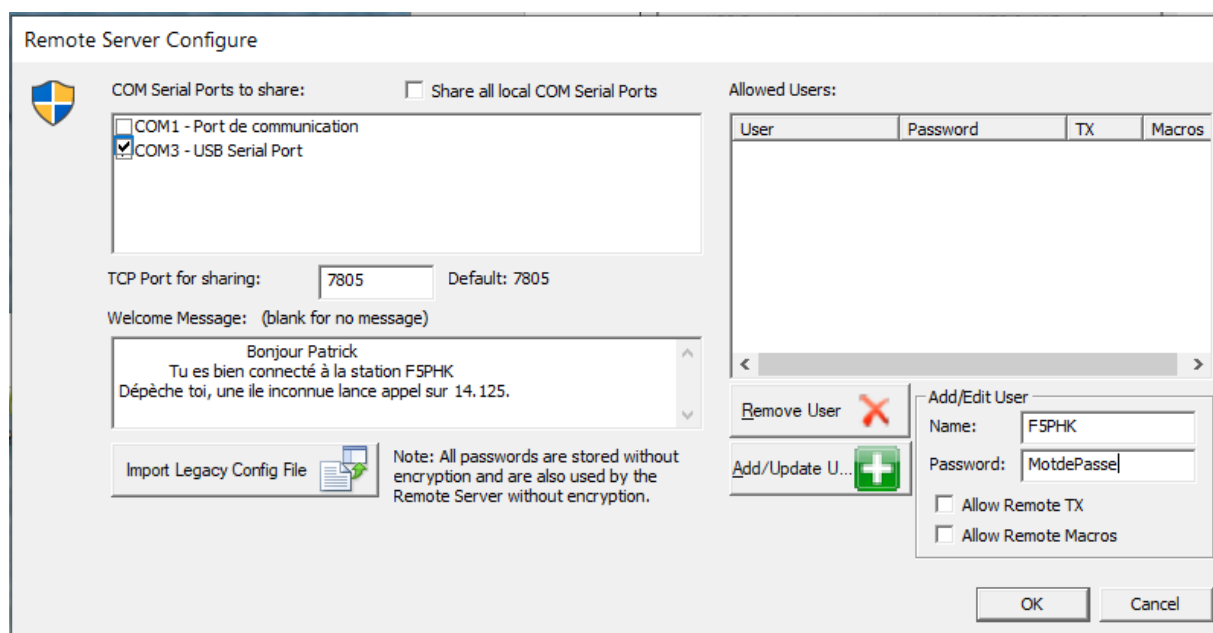 Remote Server Configure
COM Serial Ports to share:
Share all local COM Serial Ports
COM1 - Port de communication
COM3 - USB Serial Port
TCP Port for sharing:
7805
Default: 7805
Welcome Message: (blank for no message)
Bonjour Patrick
Tu es bien connecté à la station F5PHK
Dépèche toi, une ile inconnue lance appel sur 14.125.
Import Legacy Config File
Note: All passwords are stored without
encryption and are also used by the
Remote Server without encryption.
Allowed Users:
User Password TX Macros
Remove User
Add/Update U...
Add/Edit User
Name: F5PHK
Password: MotdePasse
Allow Remote TX
Allow Remote Macros
OK
Cancel